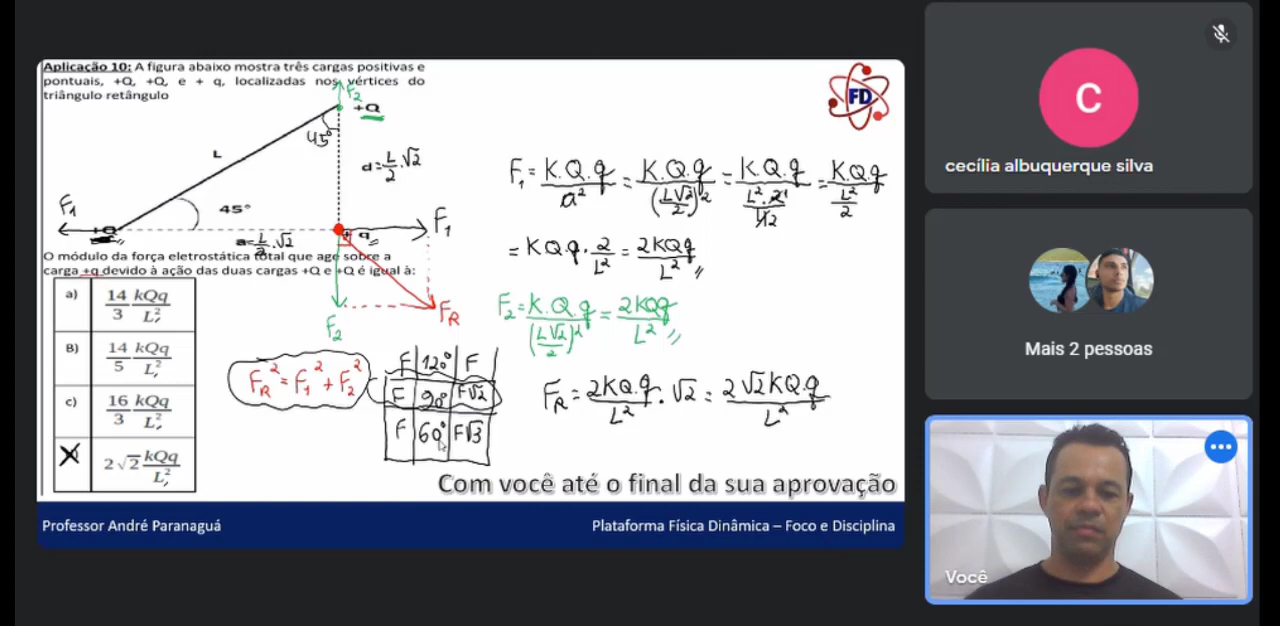 Aplicação 10: A figura abaixo mostra três cargas positivas e
pontuais, +Q, +Q, e + q, localizadas nos vértices do
triângulo retângulo
F₂
+Q
45°
L
d=L/2.√2
F₁
45°
+Q
+ q
F₁
a=L/2.√2
O módulo da força eletrostática total que age sobre a
carga +q devido à ação das duas cargas +Q e +Q é igual à:
F₂
F_R
a) 14/3 kQq/L²,
B) 14/5 kQq/L²,
c) 16/3 kQq/L²,
X 2√2 kQq/L²,
F_R² = F₁² + F₂²
F 120° F
F 90° F√2
F 60° F√3
FD
F₁ = K.Q.q/a² = K.Q.q/(L√2/2)² = K.Q.q/(L².2/4) = K.Q.q/(L²/2)
= KQq.2/L² = 2KQq/L² //
F₂ = K.Q.q/(L√2/2)² = 2KQq/L² //
F_R = 2KQ.q/L² . √2 = 2√2KQ.q/L²
Com você até o final da sua aprovação
Professor André Paranaguá
Plataforma Física Dinâmica – Foco e Disciplina
C
cecília albuquerque silva
Mais 2 pessoas
Você